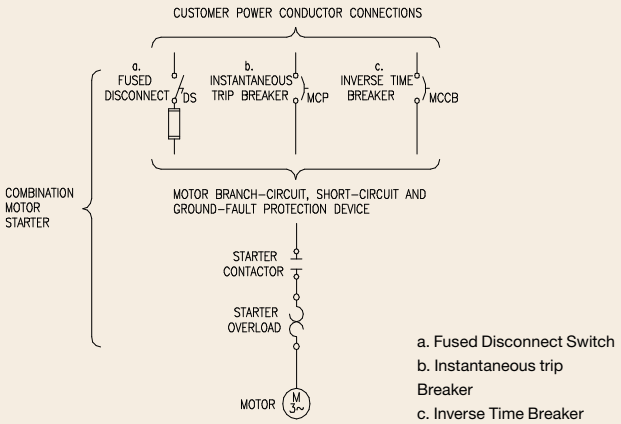 CUSTOMER POWER CONDUCTOR CONNECTIONS
a.
FUSED
DISCONNECT
DS
b.
INSTANTANEOUS
TRIP BREAKER
MCP
c.
INVERSE TIME
BREAKER
MCCB
COMBINATION
MOTOR
STARTER
MOTOR BRANCH-CIRCUIT, SHORT-CIRCUIT AND
GROUND-FAULT PROTECTION DEVICE
STARTER
CONTACTOR
STARTER
OVERLOAD
MOTOR
M
3~
a. Fused Disconnect Switch
b. Instantaneous trip
Breaker
c. Inverse Time Breaker